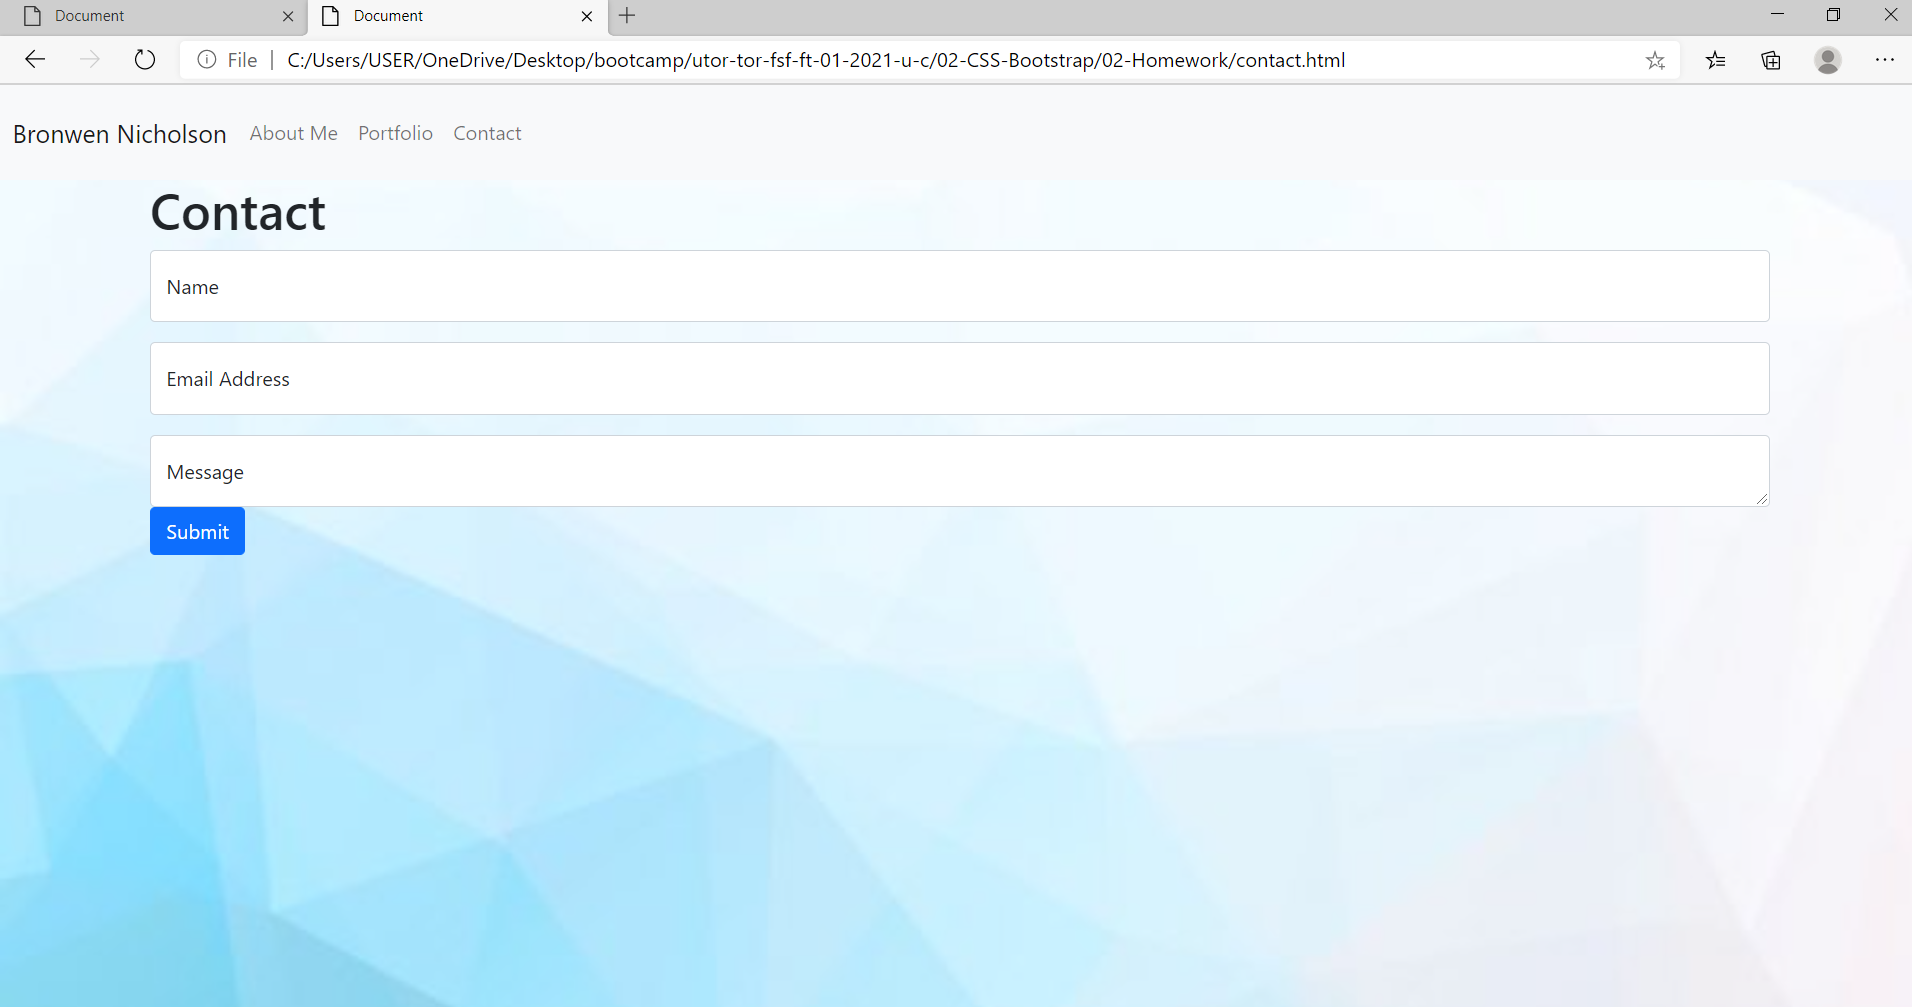 Document
Document
File | C:/Users/USER/OneDrive/Desktop/bootcamp/utor-tor-fsf-ft-01-2021-u-c/02-CSS-Bootstrap/02-Homework/contact.html
Bronwen Nicholson About Me Portfolio Contact
Contact
Name
Email Address
Message
Submit